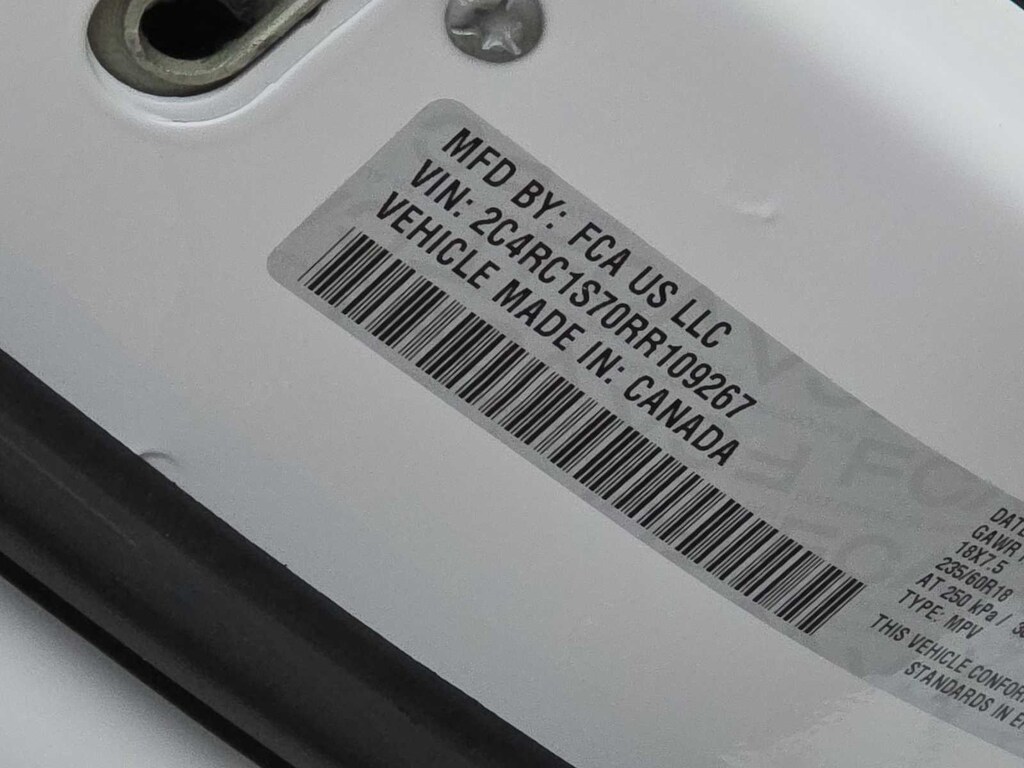 MFD BY: FCA US LLC
VIN: 2C4RC1S70RR109267
VEHICLE MADE IN: CANADA
GAWR
18X7.5
235/60R18
AT 250 kPa /
TYPE: MPV
THIS VEHICLE
STANDARDS IN